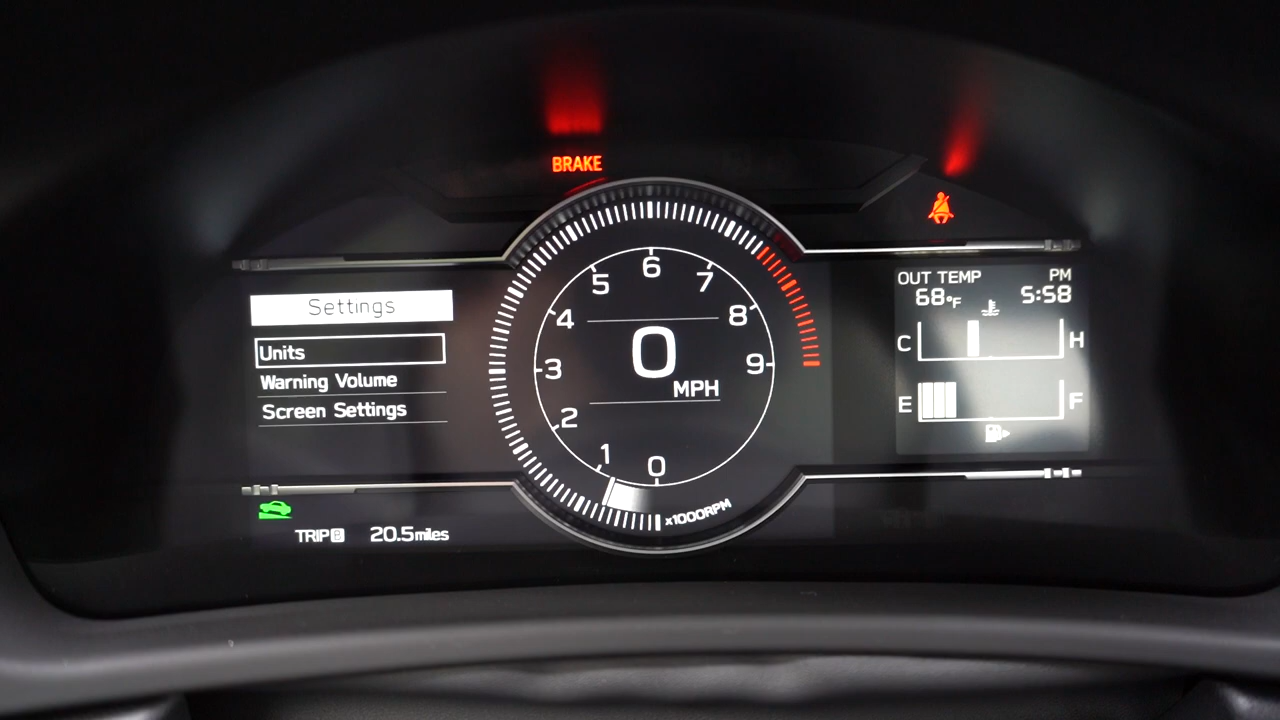 BRAKE
OUT TEMP
PM
68°F
5:58
Settings
Units
Warning Volume
Screen Settings
C
H
E
F
6
5
7
4
8
3
9
2
1
0
0
MPH
x1000RPM
TRIP B
20.5miles